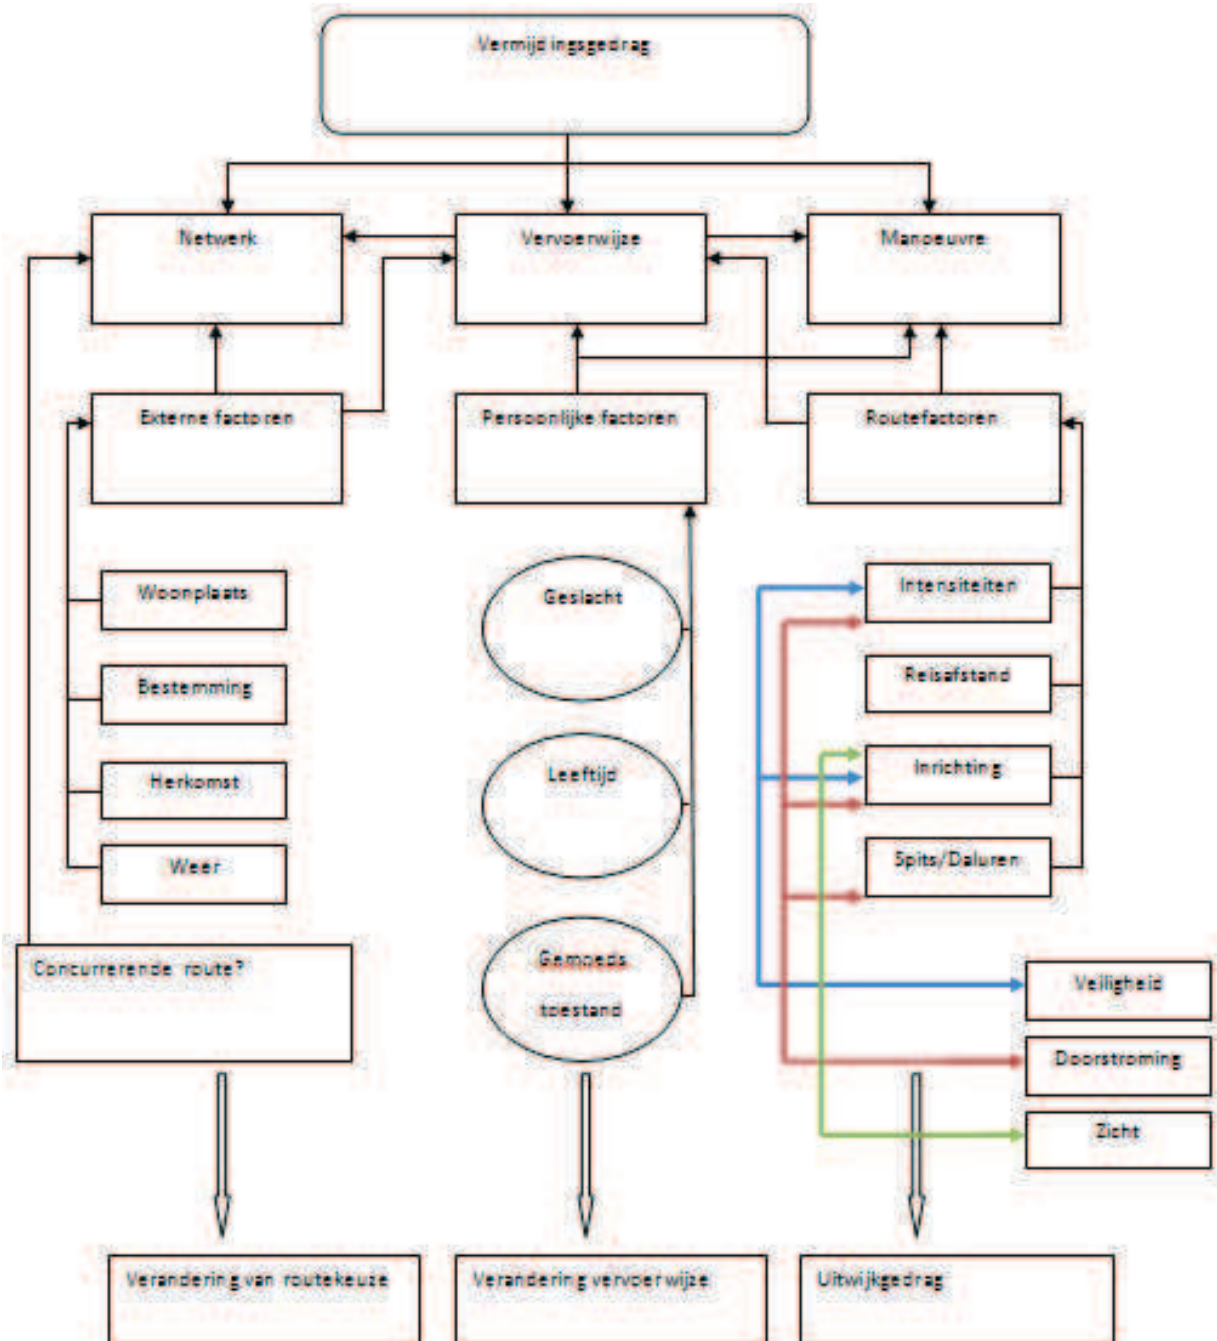 Vermijdingsgedrag
Netwerk
Vervoerwijze
Manoeuvre
Externe factoren
Persoonlijke factoren
Routefactoren
Woonplaats
Bestemming
Herkomst
Weer
Concurrerende route?
Geslacht
Leeftijd
Gemoeds
toestand
Intensiteiten
Reisafstand
Inrichting
Spits/Daluren
Veiligheid
Doorstroming
Zicht
Verandering van routekeuze
Verandering vervoerwijze
Uitwijkgedrag